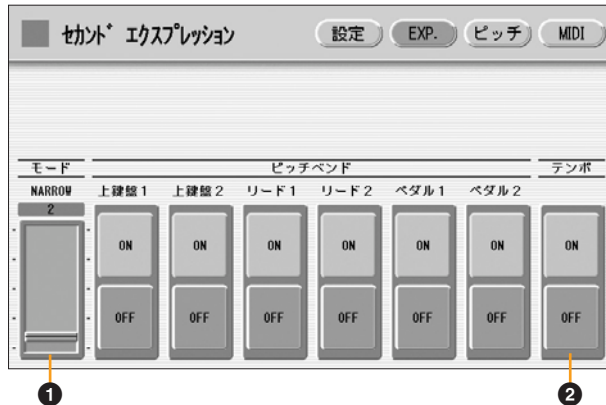 セカンド エクスプレッション 設定 EXP. ピッチ MIDI
モード ピッチベンド テンポ
NARROW 上鍵盤1 上鍵盤2 リード1 リード2 ペダル1 ペダル2
2
ON ON ON ON ON ON ON
OFF OFF OFF OFF OFF OFF OFF
❶ ❷